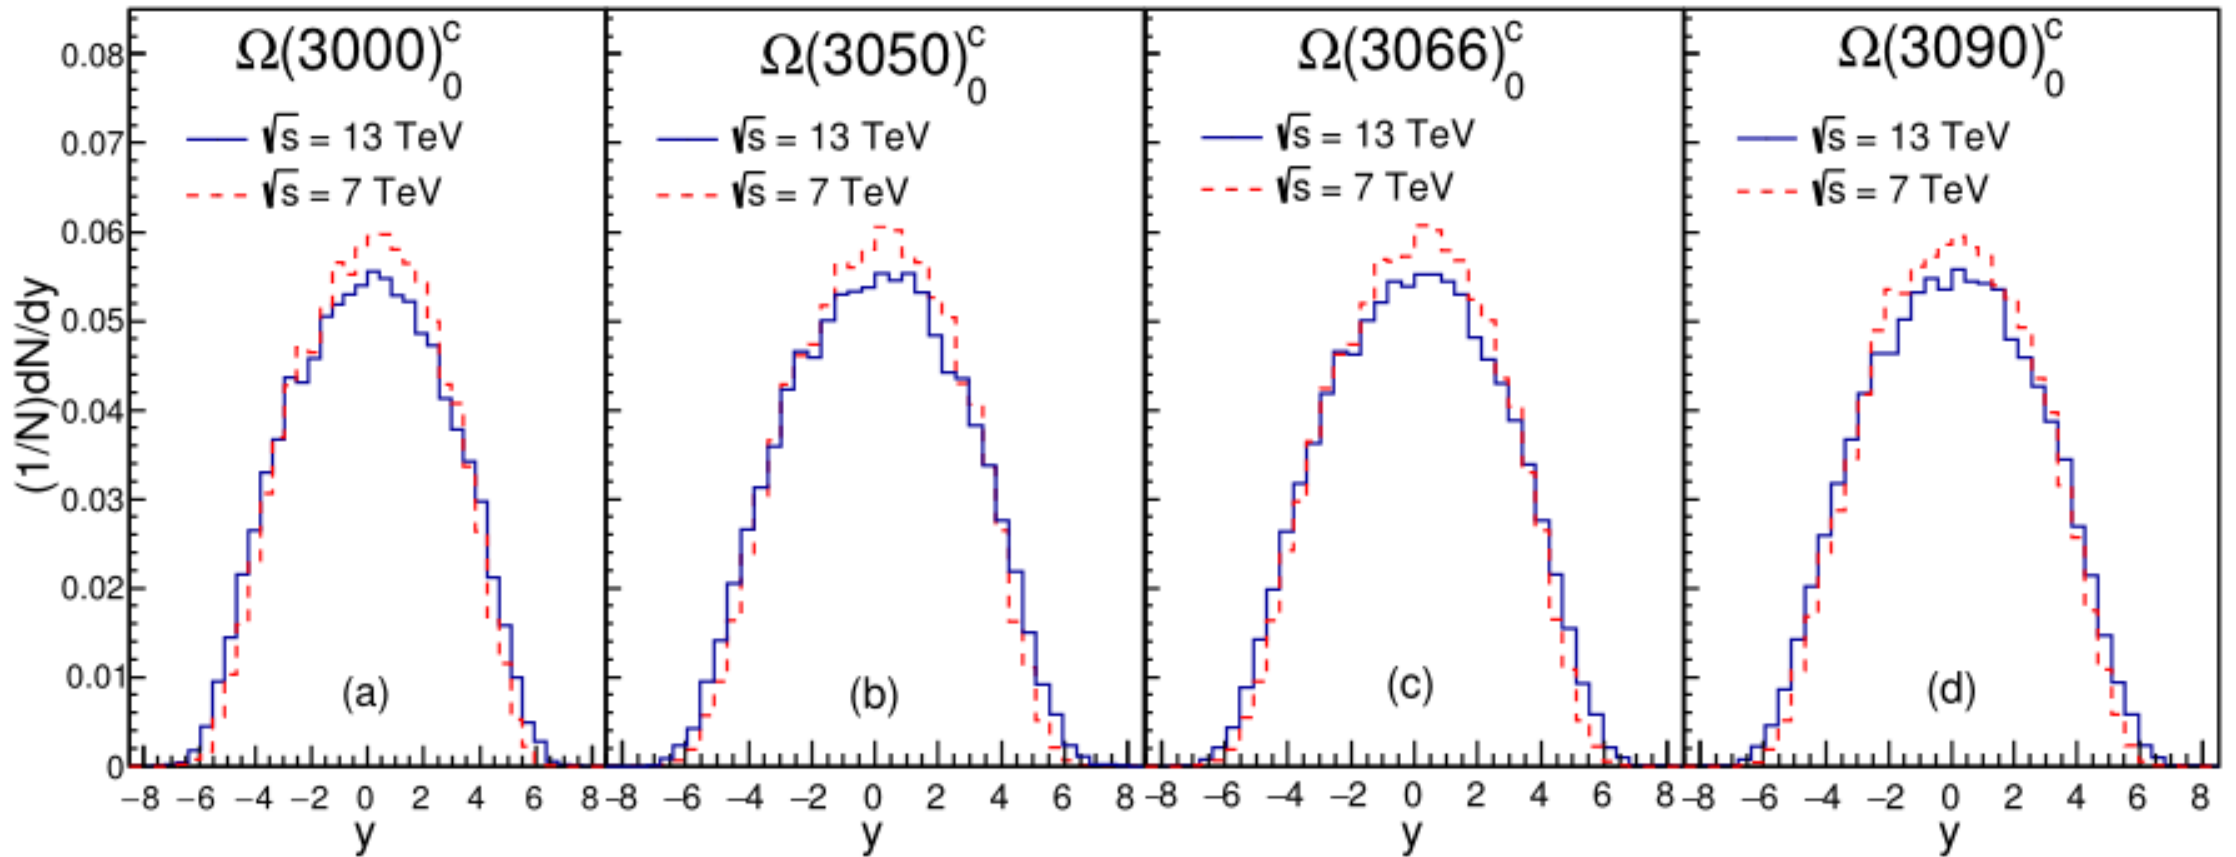 Ω(3000)₀ᶜ
√s = 13 TeV
√s = 7 TeV
(a)
Ω(3050)₀ᶜ
√s = 13 TeV
√s = 7 TeV
(b)
Ω(3066)₀ᶜ
√s = 13 TeV
√s = 7 TeV
(c)
Ω(3090)₀ᶜ
√s = 13 TeV
√s = 7 TeV
(d)
(1/N)dN/dy
0.08
0.07
0.06
0.05
0.04
0.03
0.02
0.01
0
−8 −6 −4 −2 0 2 4 6 8
−8 −6 −4 −2 0 2 4 6 8
−8 −6 −4 −2 0 2 4 6 8
−8 −6 −4 −2 0 2 4 6 8
y
y
y
y